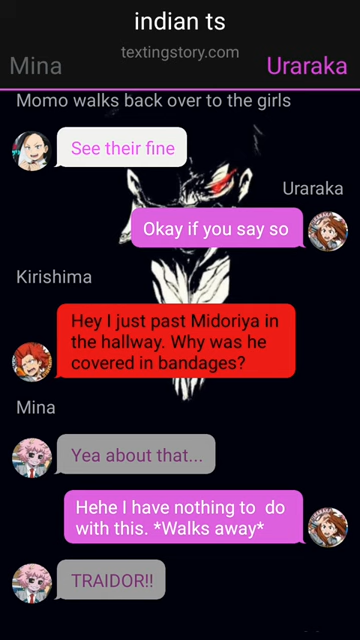 indian ts
textingstory.com
Mina
Uraraka
Momo walks back over to the girls
See their fine
Uraraka
Okay if you say so
Kirishima
Hey I just past Midoriya in
the hallway. Why was he
covered in bandages?
Mina
Yea about that...
Hehe I have nothing to do
with this. *Walks away*
TRAIDOR!!